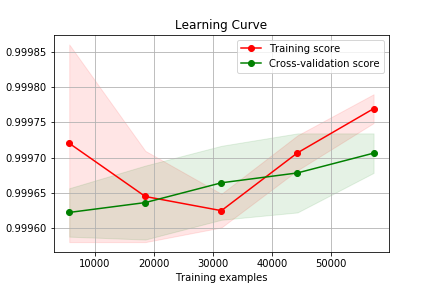 Learning Curve
Training score
Cross-validation score
0.99985
0.99980
0.99975
0.99970
0.99965
0.99960
10000 20000 30000 40000 50000
Training examples